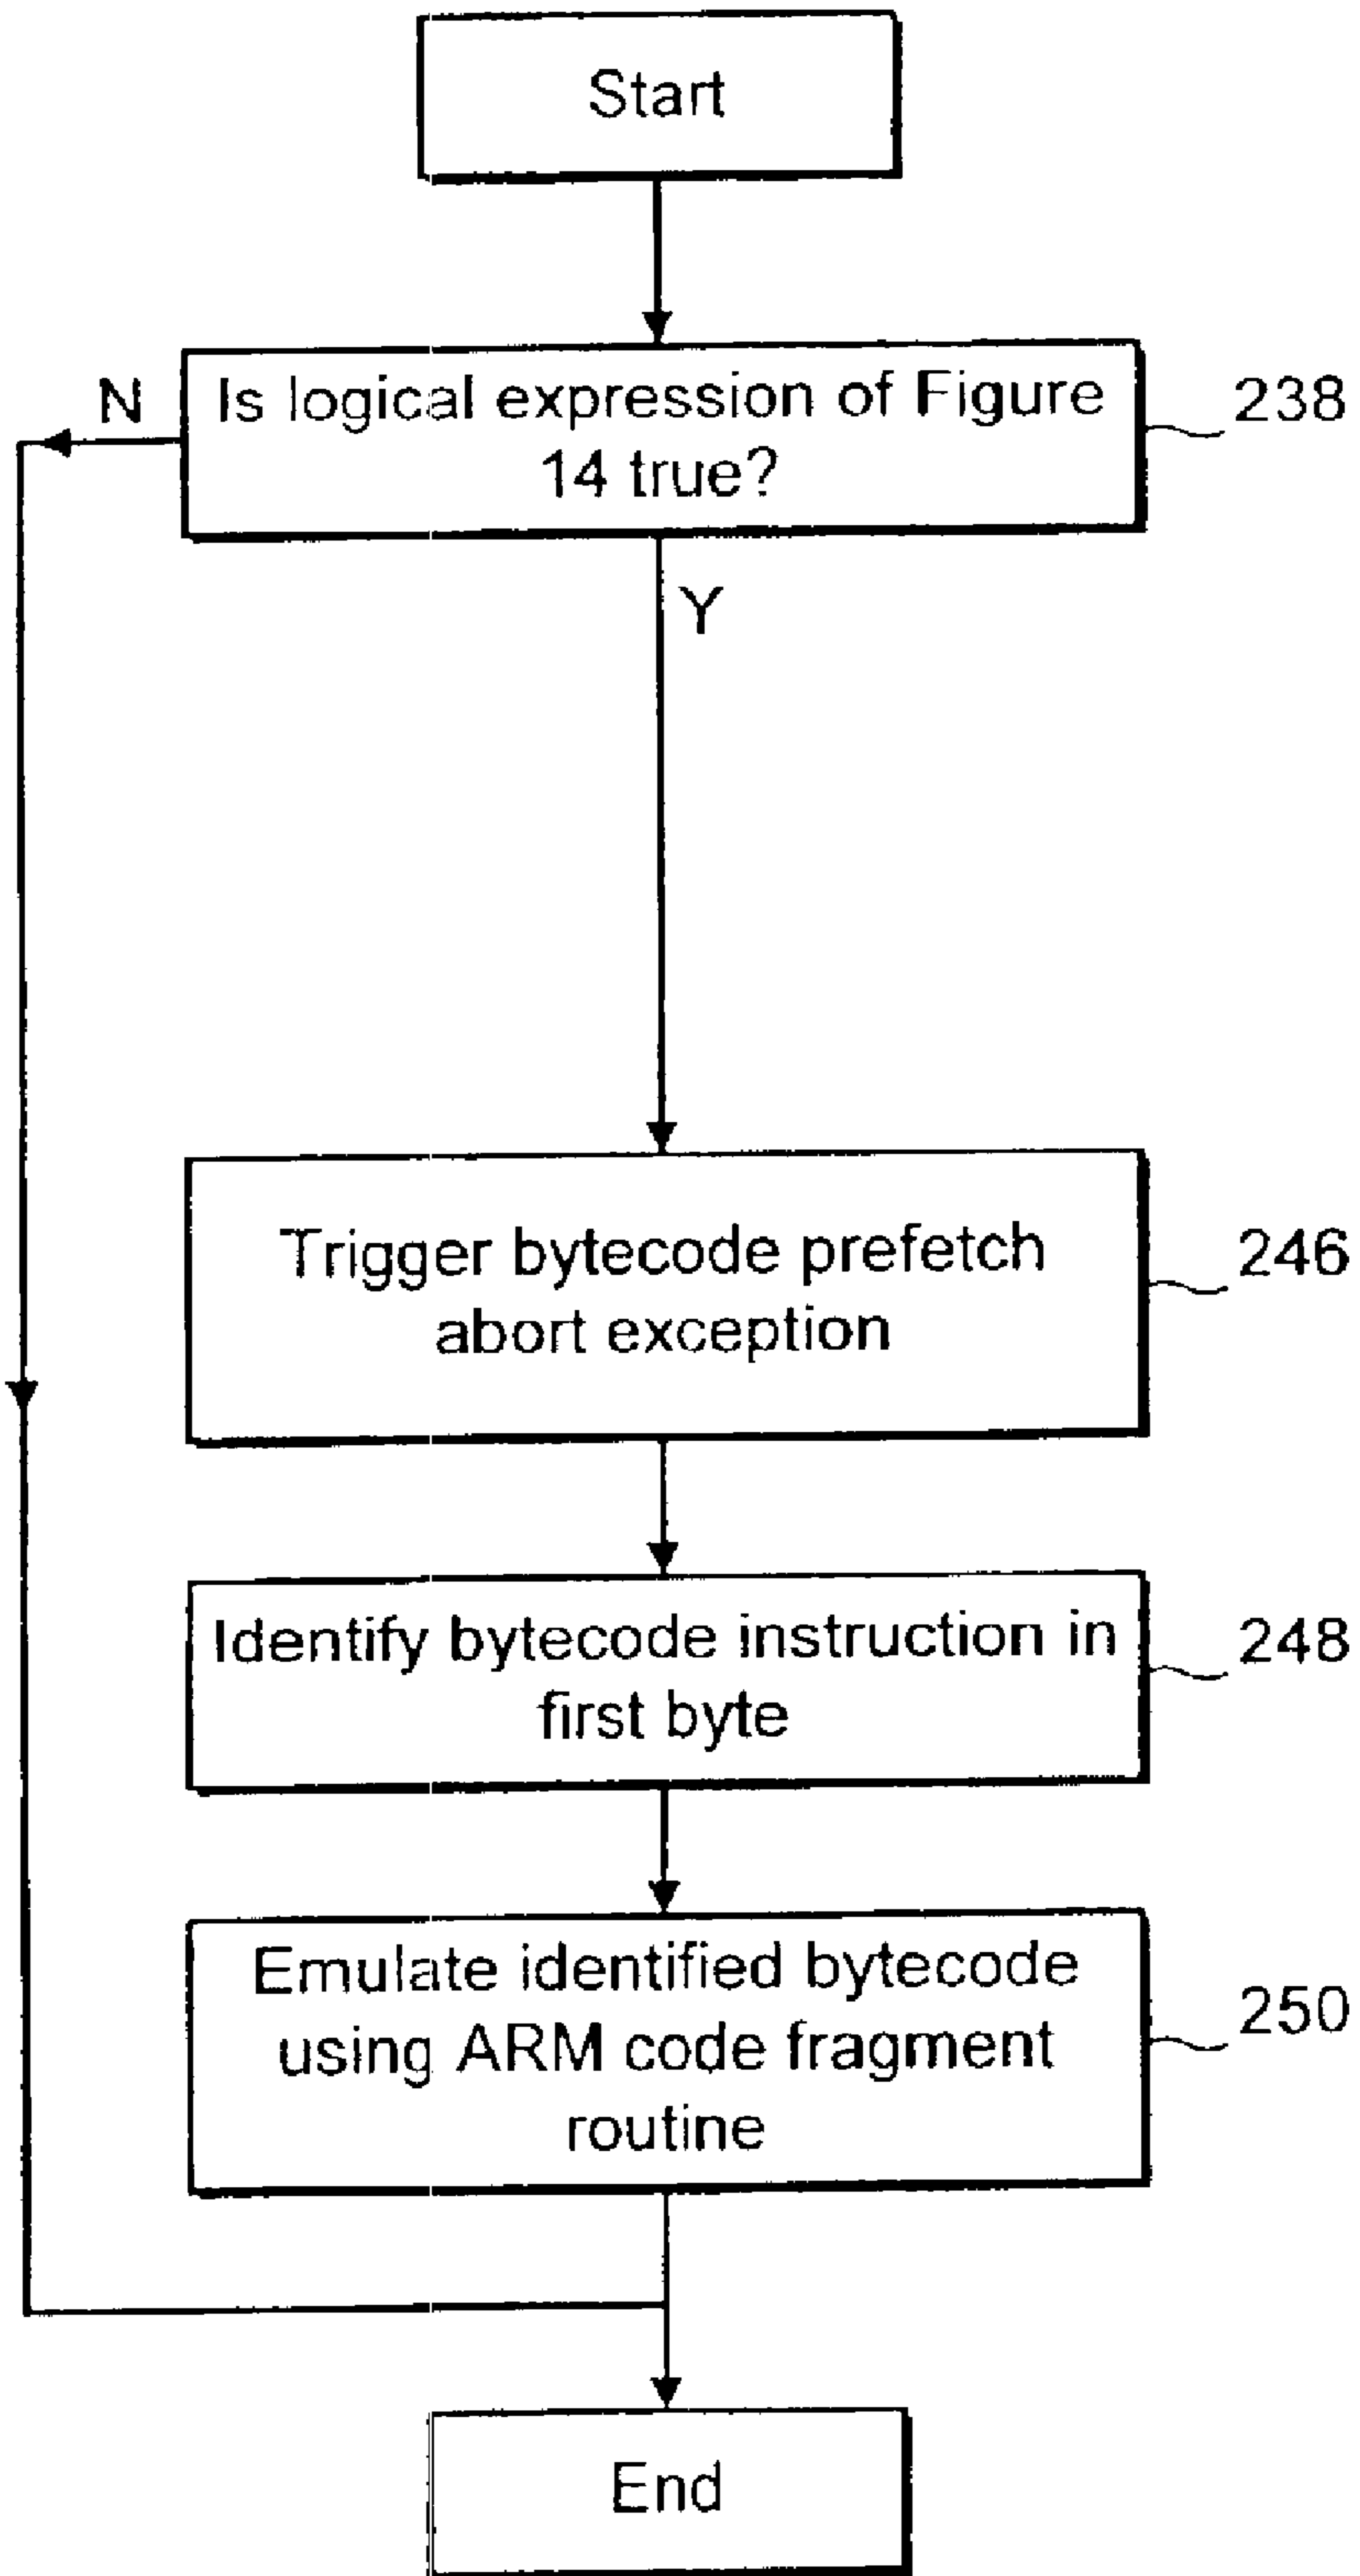 Start
N
Is logical expression of Figure
14 true?
238
Y
Trigger bytecode prefetch
abort exception
246
Identify bytecode instruction in
first byte
248
Emulate identified bytecode
using ARM code fragment
routine
250
End